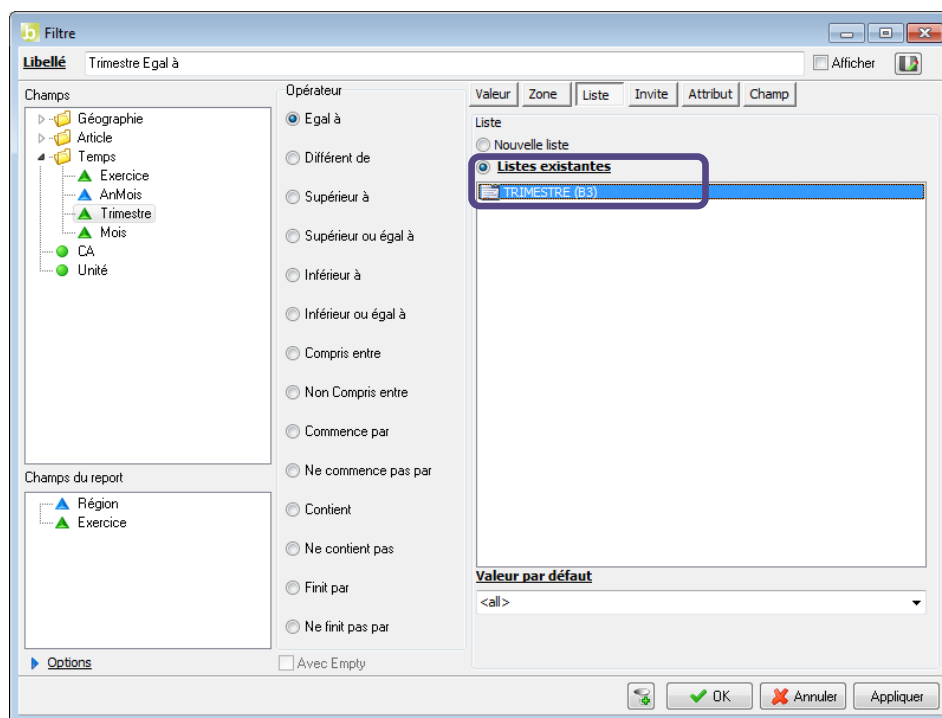 Filtre
Libellé Trimestre Egal à Afficher
Champs
Géographie
Article
Temps
Exercice
AnMois
Trimestre
Mois
CA
Unité
Champs du report
Région
Exercice
Options
Opérateur
Egal à
Différent de
Supérieur à
Supérieur ou égal à
Inférieur à
Inférieur ou égal à
Compris entre
Non Compris entre
Commence par
Ne commence pas par
Contient
Ne contient pas
Finit par
Ne finit pas par
Avec Empty
Valeur Zone Liste Invite Attribut Champ
Liste
Nouvelle liste
Listes existantes
TRIMESTRE (B3)
Valeur par défaut
<all>
OK Annuler Appliquer